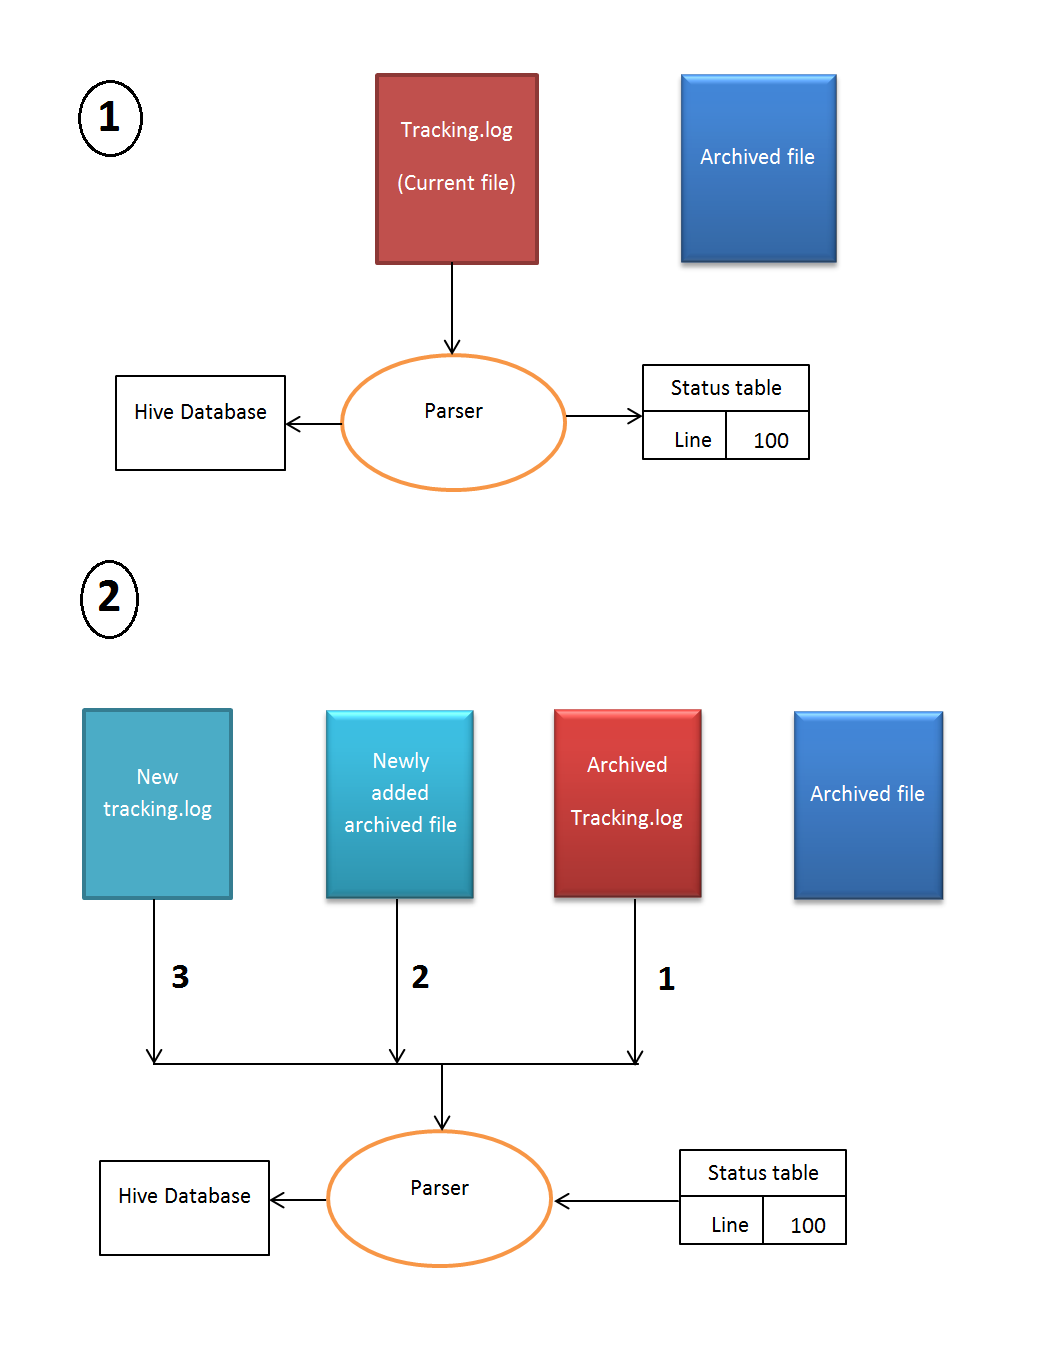 1
Tracking.log
(Current file)
Archived file
Hive Database
Parser
Status table
Line 100
2
New
tracking.log
Newly
added
archived file
Archived
Tracking.log
Archived file
3
2
1
Hive Database
Parser
Status table
Line 100